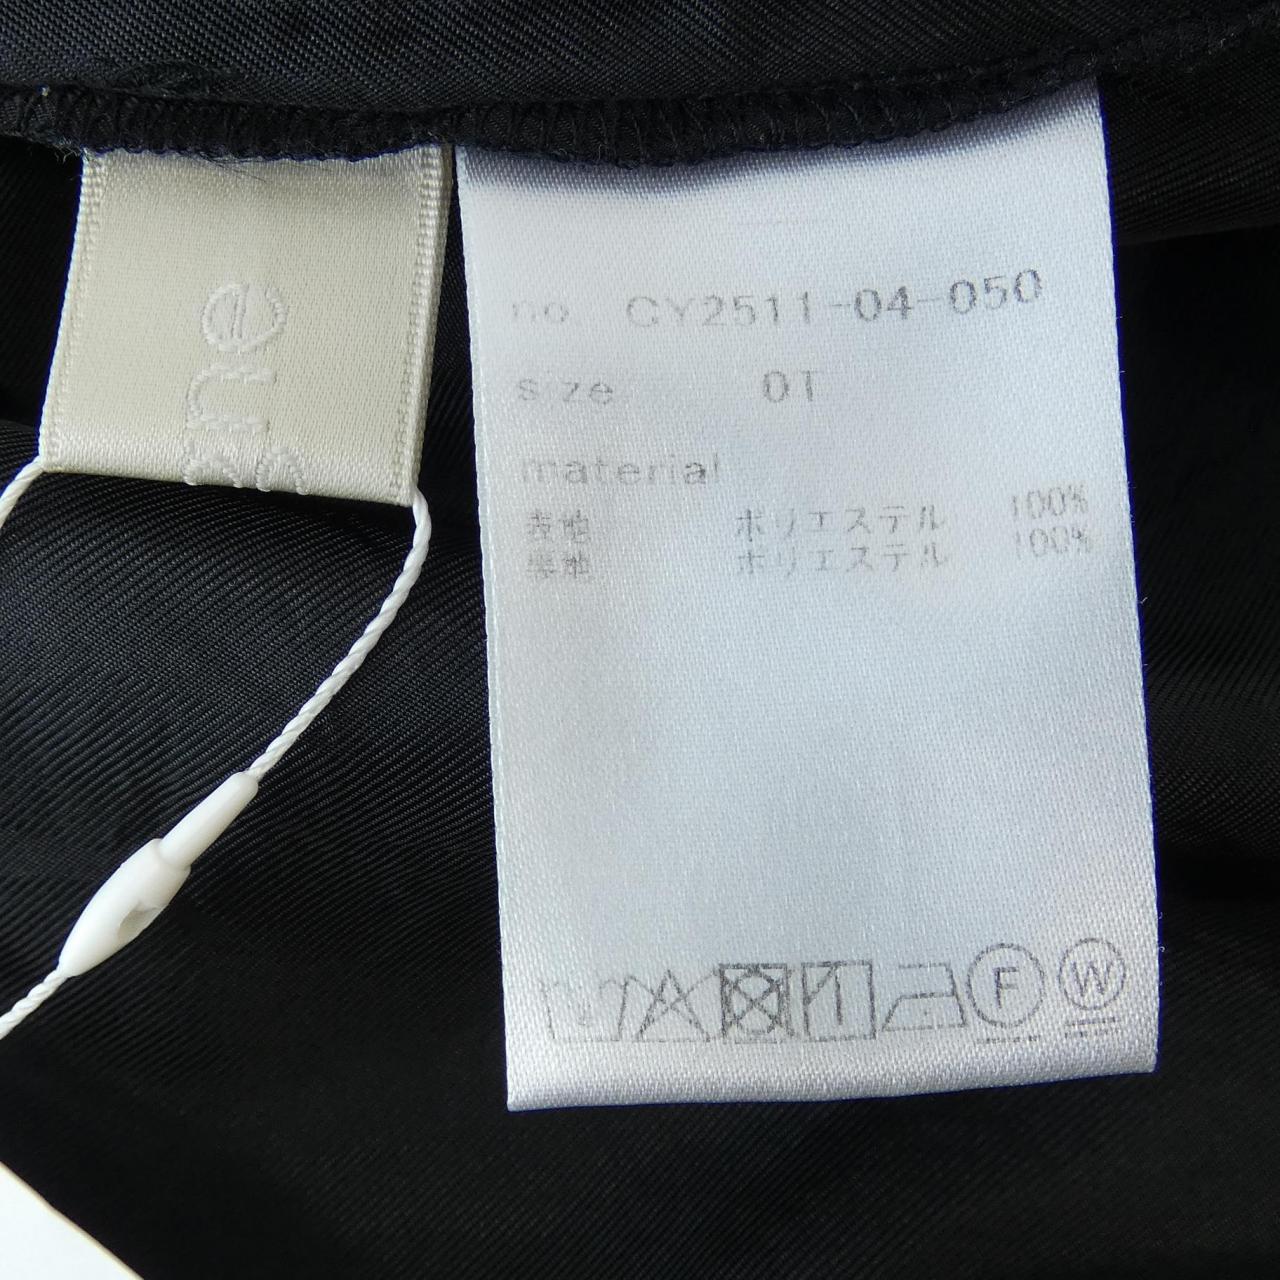 no CY2511-04-050
size 0T
material
表地 ポリエステル 100%
裏地 ポリエステル 100%
F W